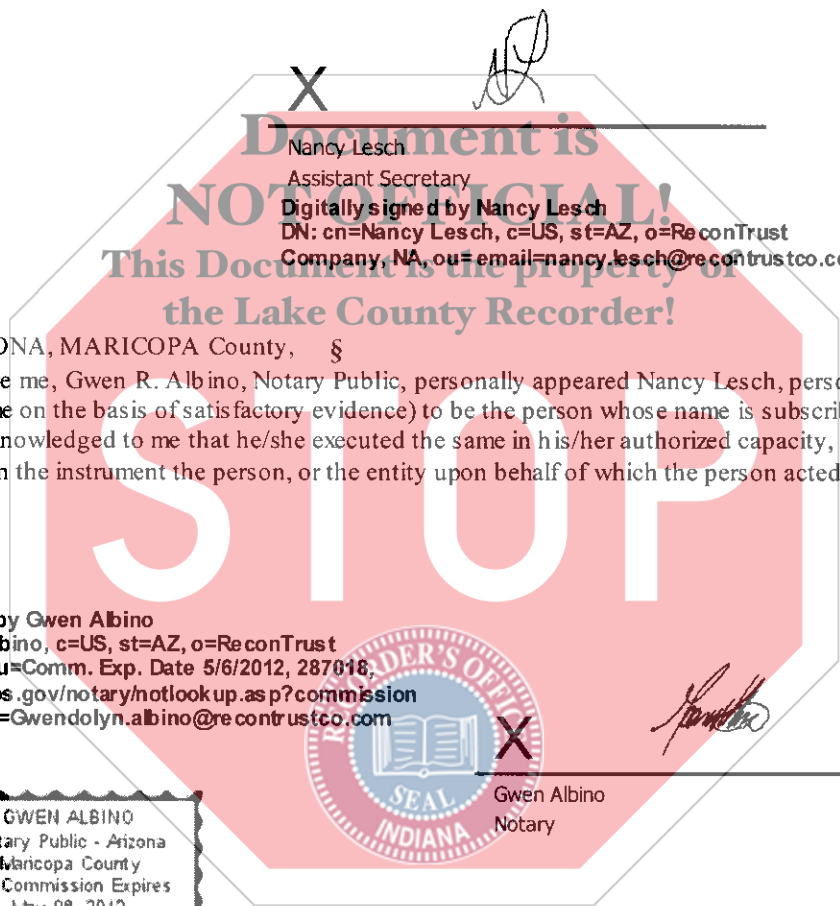 X
Document is
Nancy Lesch
Assistant Secretary
NOT OFFICIAL!
Digitally signed by Nancy Lesch
DN: cn=Nancy Lesch, c=US, st=AZ, o=ReconTrust
This Document is the property of
Company, NA, ou= email=nancy.lesch@recontrustco.co
the Lake County Recorder!
ONA, MARICOPA County, §
e me, Gwen R. Albino, Notary Public, personally appeared Nancy Lesch, perso
e on the basis of satisfactory evidence) to be the person whose name is subscri
nowledged to me that he/she executed the same in his/her authorized capacity,
n the instrument the person, or the entity upon behalf of which the person acted
STOP
by Gwen Albino
bino, c=US, st=AZ, o=ReconTrust
u=Comm. Exp. Date 5/6/2012, 287018,
os.gov/notary/notlookup.asp?commission
=Gwendolyn.albino@recontrustco.com
RECORDER'S OFFICE
SEAL
INDIANA
X
Gwen Albino
Notary
GWEN ALBINO
tary Public - Arizona
Maricopa County
Commission Expires